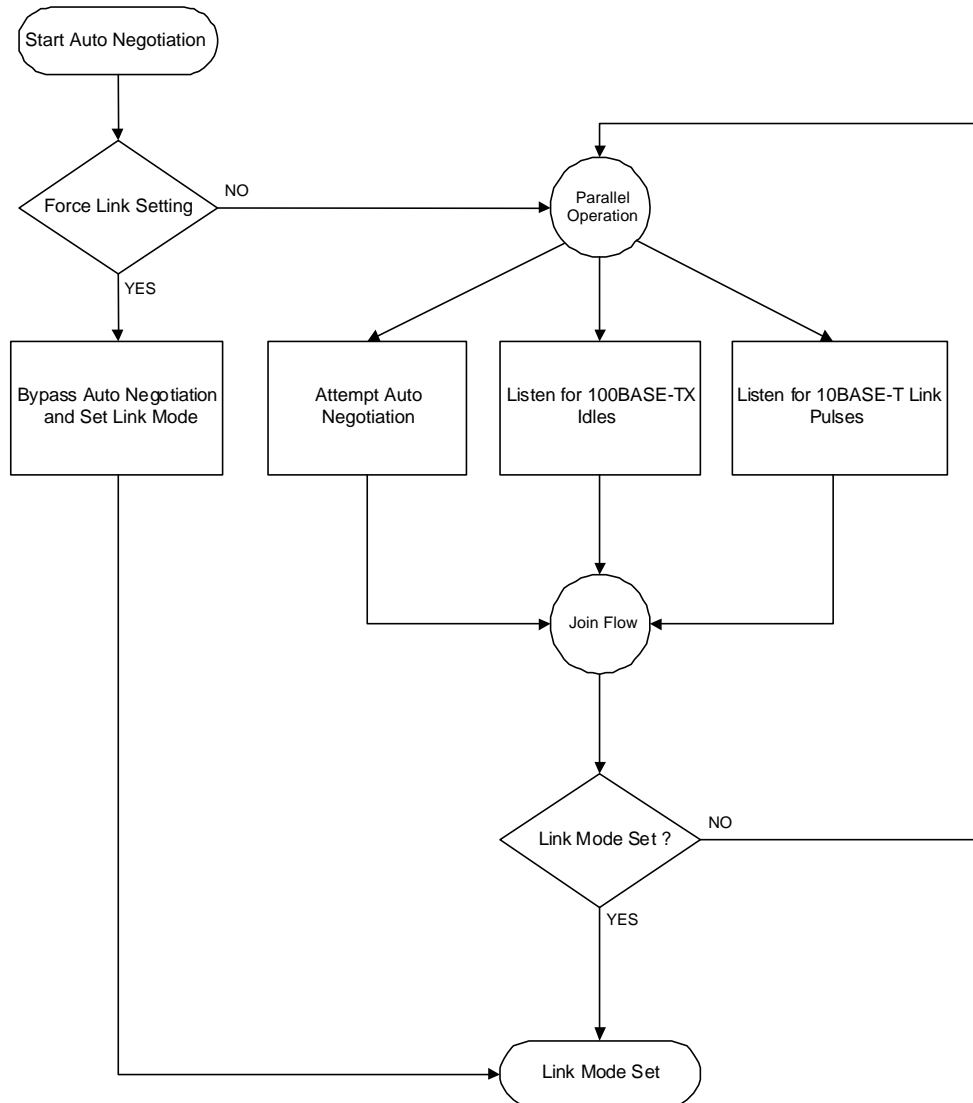 Start Auto Negotiation
Force Link Setting
NO
Parallel
Operation
YES
Bypass Auto Negotiation
and Set Link Mode
Attempt Auto
Negotiation
Listen for 100BASE-TX
Idles
Listen for 10BASE-T Link
Pulses
Join Flow
Link Mode Set ?
NO
YES
Link Mode Set